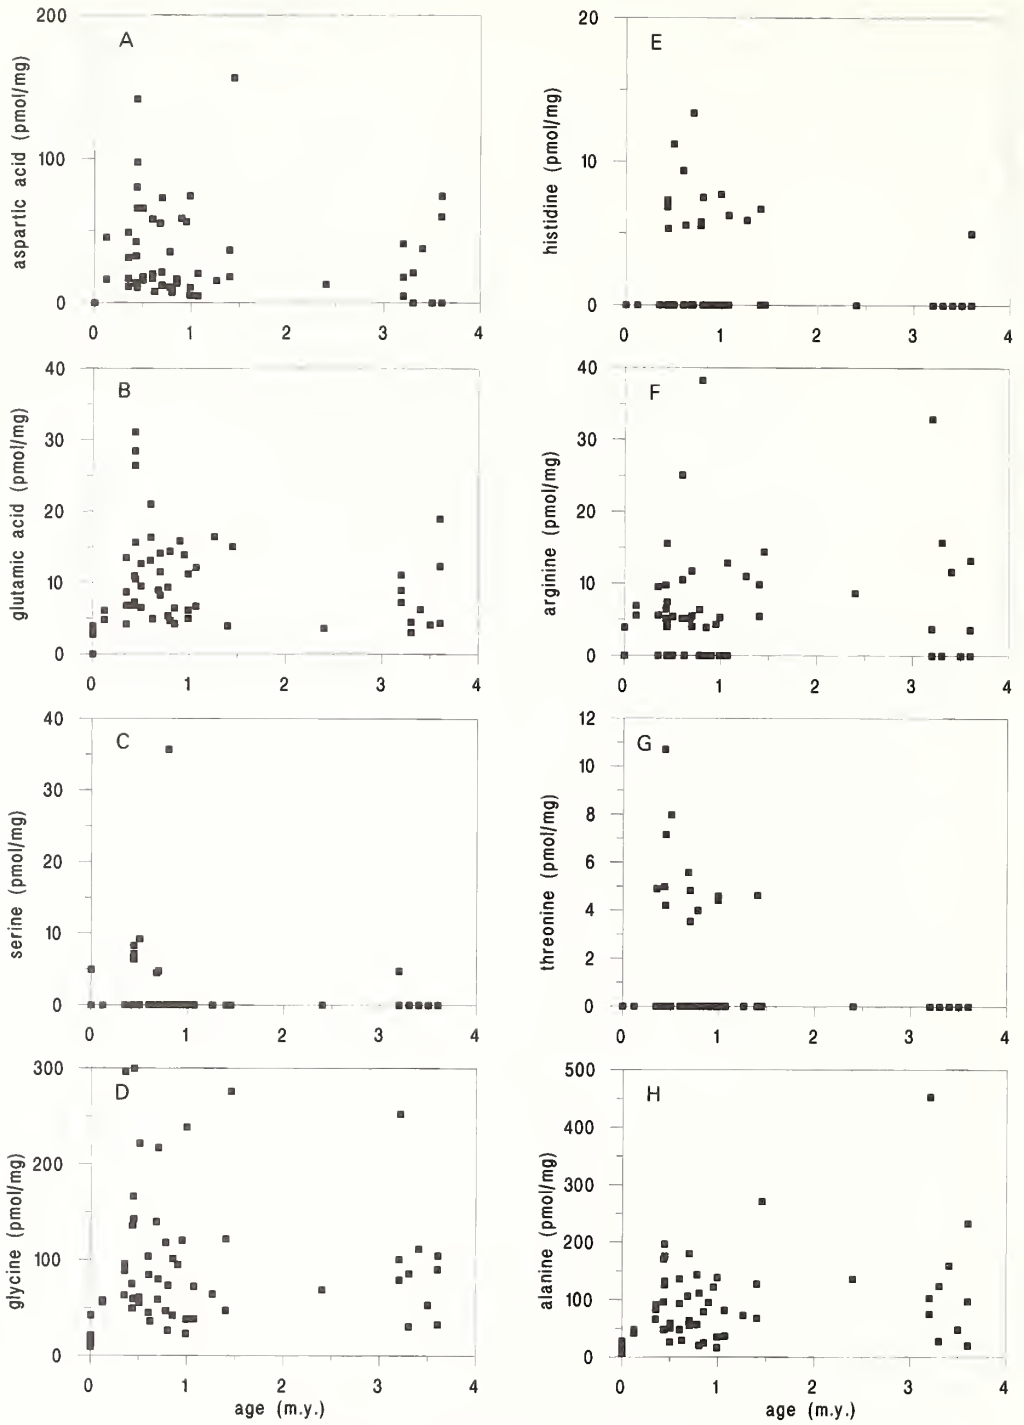 A
200
100
0
0 1 2 3 4
aspartic acid (pmol/mg)
E
20
10
0
0 1 2 3 4
histidine (pmol/mg)
B
40
30
20
10
0
0 1 2 3 4
glutamic acid (pmol/mg)
F
40
30
20
10
0
0 1 2 3 4
arginine (pmol/mg)
C
40
30
20
10
0
0 1 2 3 4
serine (pmol/mg)
G
12
10
8
6
4
2
0
0 1 2 3 4
threonine (pmol/mg)
D
300
200
100
0
0 1 2 3 4
glycine (pmol/mg)
age (m.y.)
H
500
400
300
200
100
0
0 1 2 3 4
alanine (pmol/mg)
age (m.y.)